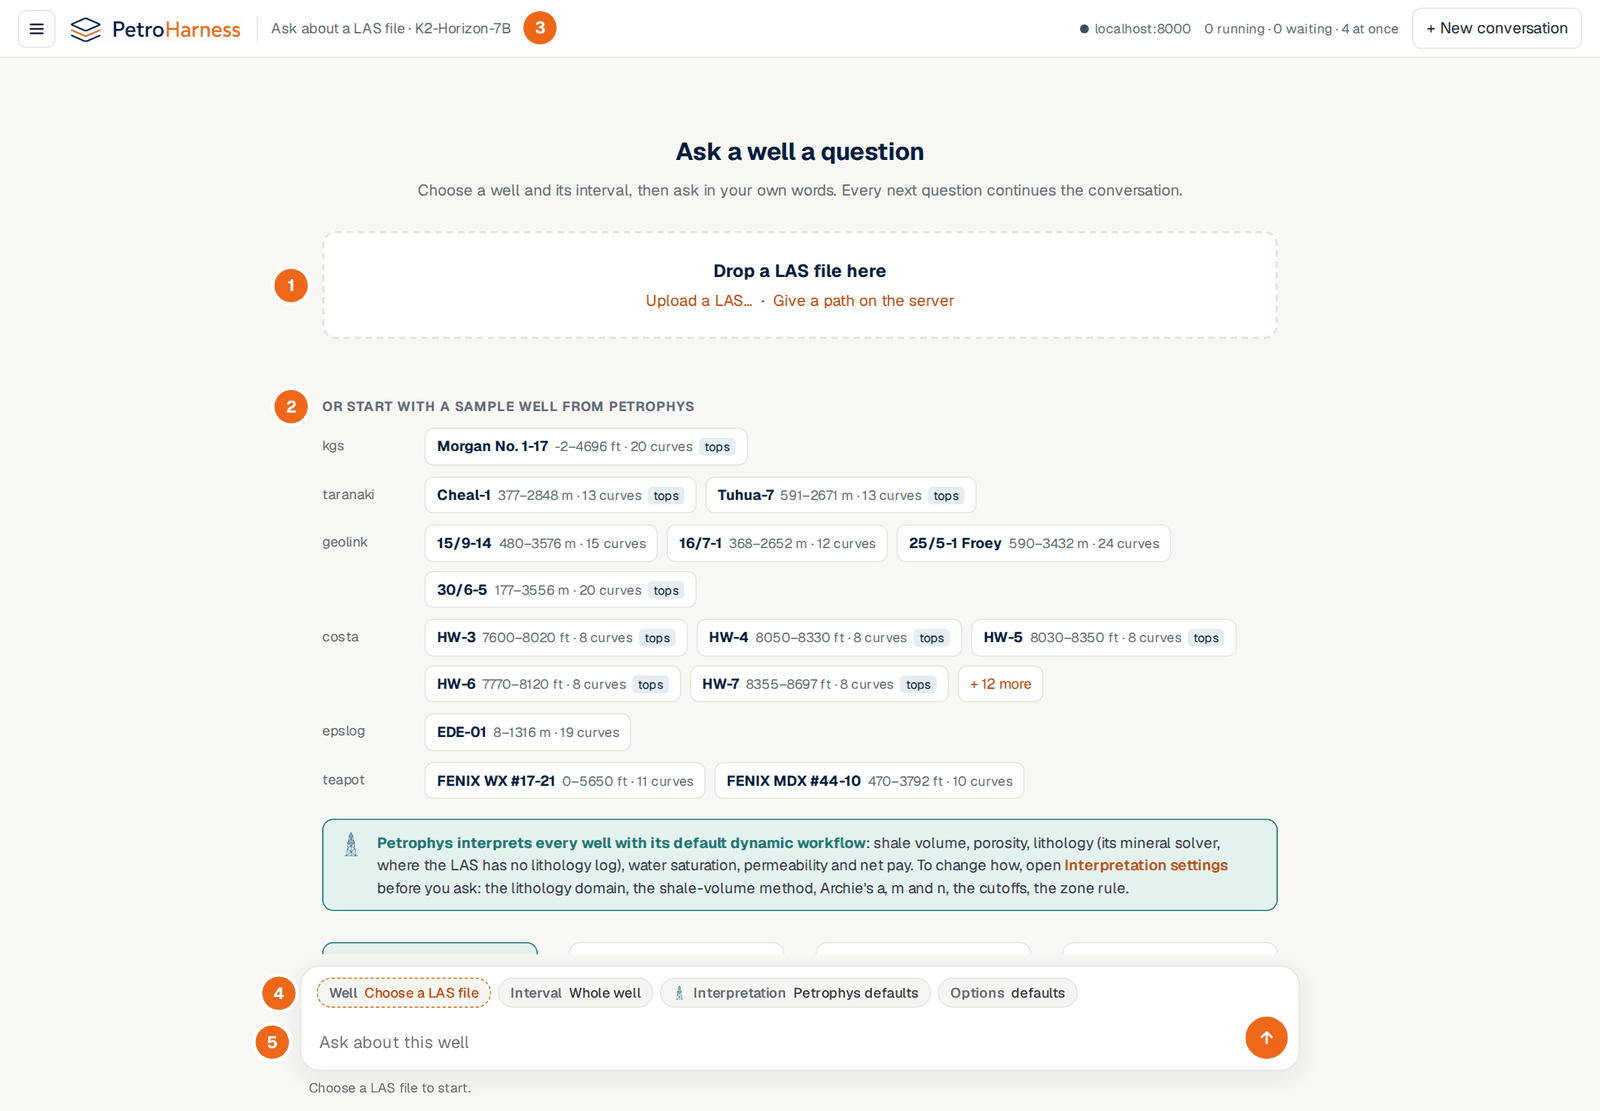 PetroHarness
Ask about a LAS file · K2-Horizon-7B
3
localhost:8000
0 running · 0 waiting · 4 at once
+ New conversation
Ask a well a question
Choose a well and its interval, then ask in your own words. Every next question continues the conversation.
1
Drop a LAS file here
Upload a LAS… · Give a path on the server
2
OR START WITH A SAMPLE WELL FROM PETROPHYS
kgs
Morgan No. 1-17 -2–4696 ft · 20 curves tops
taranaki
Cheal-1 377–2848 m · 13 curves tops
Tuhua-7 591–2671 m · 13 curves tops
geolink
15/9-14 480–3576 m · 15 curves
16/7-1 368–2652 m · 12 curves
25/5-1 Froey 590–3432 m · 24 curves
30/6-5 177–3556 m · 20 curves tops
costa
HW-3 7600–8020 ft · 8 curves tops
HW-4 8050–8330 ft · 8 curves tops
HW-5 8030–8350 ft · 8 curves tops
HW-6 7770–8120 ft · 8 curves tops
HW-7 8355–8697 ft · 8 curves tops
+ 12 more
epslog
EDE-01 8–1316 m · 19 curves
teapot
FENIX WX #17-21 0–5650 ft · 11 curves
FENIX MDX #44-10 470–3792 ft · 10 curves
Petrophys interprets every well with its default dynamic workflow: shale volume, porosity, lithology (its mineral solver,
where the LAS has no lithology log), water saturation, permeability and net pay. To change how, open Interpretation settings
before you ask: the lithology domain, the shale-volume method, Archie's a, m and n, the cutoffs, the zone rule.
4
Well Choose a LAS file
Interval Whole well
Interpretation Petrophys defaults
Options defaults
5
Ask about this well
Choose a LAS file to start.